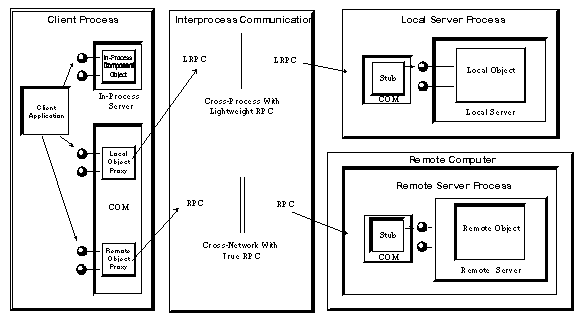 Client Process
In-Process
Component
Object
In-Process
Server
Client
Application
Local
Object
Proxy
COM
Remote
Object
Proxy
Interprocess Communication
LRPC
LRPC
Cross-Process With
Lightweight RPC
RPC
RPC
Cross-Network With
True RPC
Local Server Process
Stub
COM
Local Object
Local Server
Remote Computer
Remote Server Process
Stub
COM
Remote Object
Remote Server